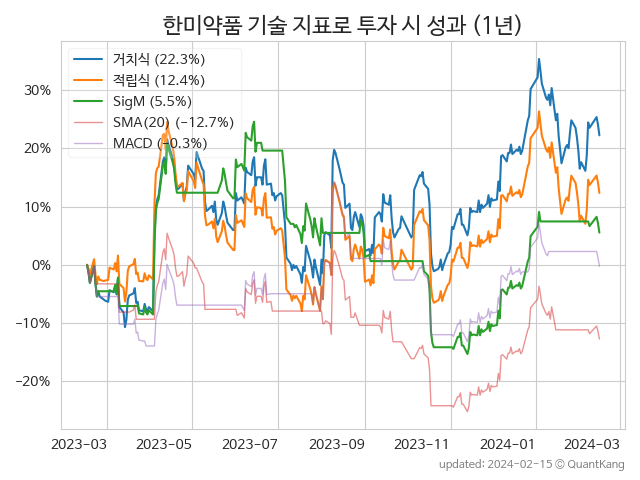 한미약품 기술 지표로 투자 시 성과 (1년)
거치식 (22.3%)
적립식 (12.4%)
SigM (5.5%)
SMA(20) (−12.7%)
MACD (−0.3%)
30%
20%
10%
0%
−10%
−20%
2023-03 2023-05 2023-07 2023-09 2023-11 2024-01 2024-03
updated: 2024-02-15 © QuantKang